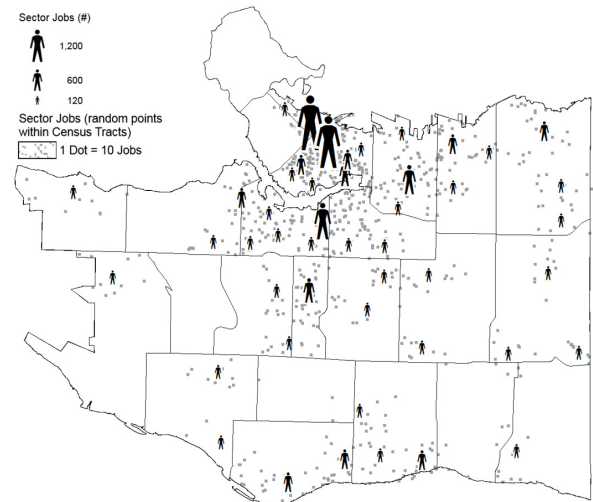 Sector Jobs (#)
1,200
600
120
Sector Jobs (random points
within Census Tracts)
1 Dot = 10 Jobs